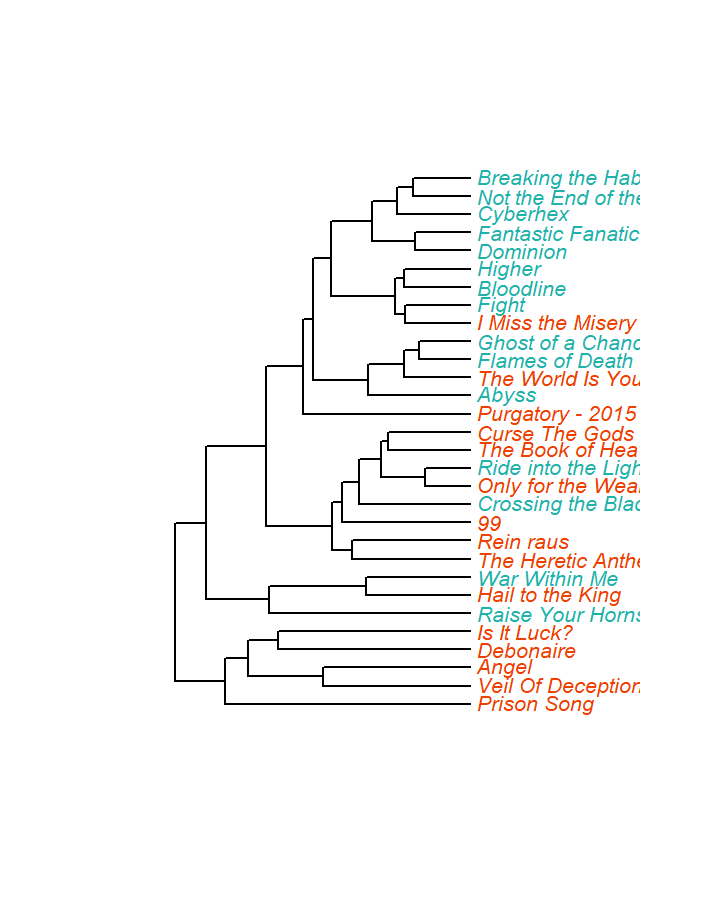 Breaking the Hab
Not the End of the
Cyberhex
Fantastic Fanatic
Dominion
Higher
Bloodline
Fight
I Miss the Misery
Ghost of a Chanc
Flames of Death
The World Is You
Abyss
Purgatory - 2015
Curse The Gods
The Book of Hea
Ride into the Ligh
Only for the Wea
Crossing the Blac
99
Rein raus
The Heretic Anthe
War Within Me
Hail to the King
Raise Your Horns
Is It Luck?
Debonaire
Angel
Veil Of Deception
Prison Song